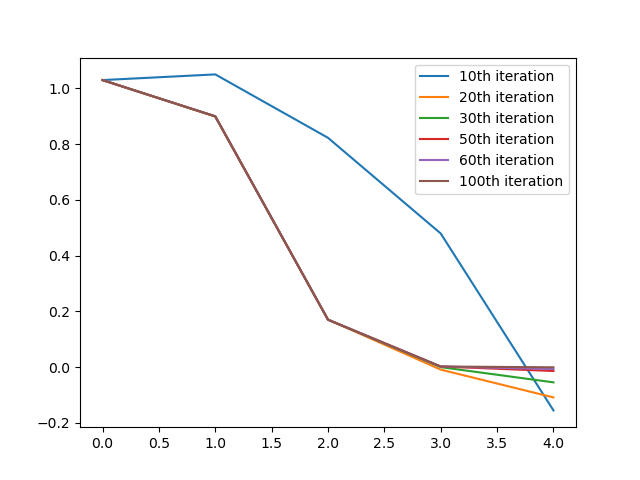 10th iteration
20th iteration
30th iteration
50th iteration
60th iteration
100th iteration
1.0
0.8
0.6
0.4
0.2
0.0
−0.2
0.0 0.5 1.0 1.5 2.0 2.5 3.0 3.5 4.0